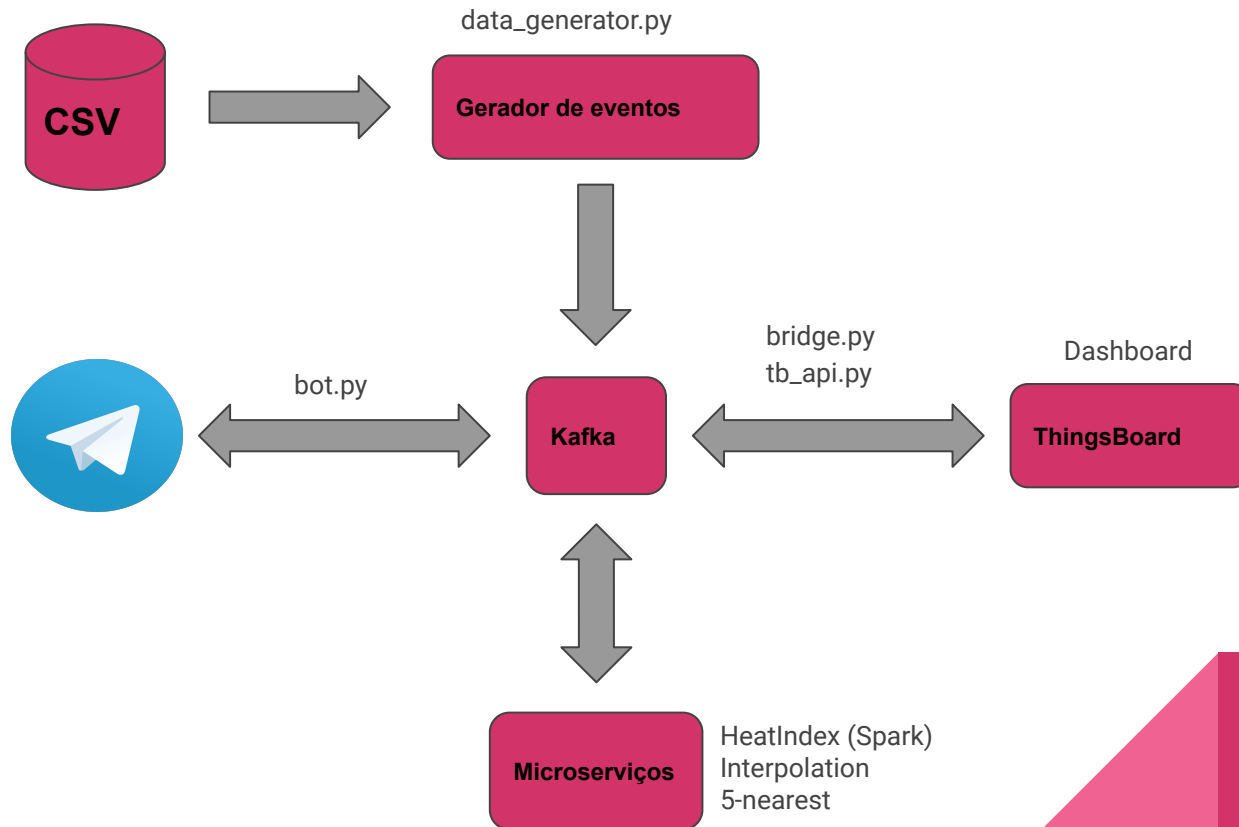 data_generator.py
CSV
Gerador de eventos
bot.py
Kafka
bridge.py
tb_api.py
Dashboard
ThingsBoard
Microserviços
HeatIndex (Spark)
Interpolation
5-nearest